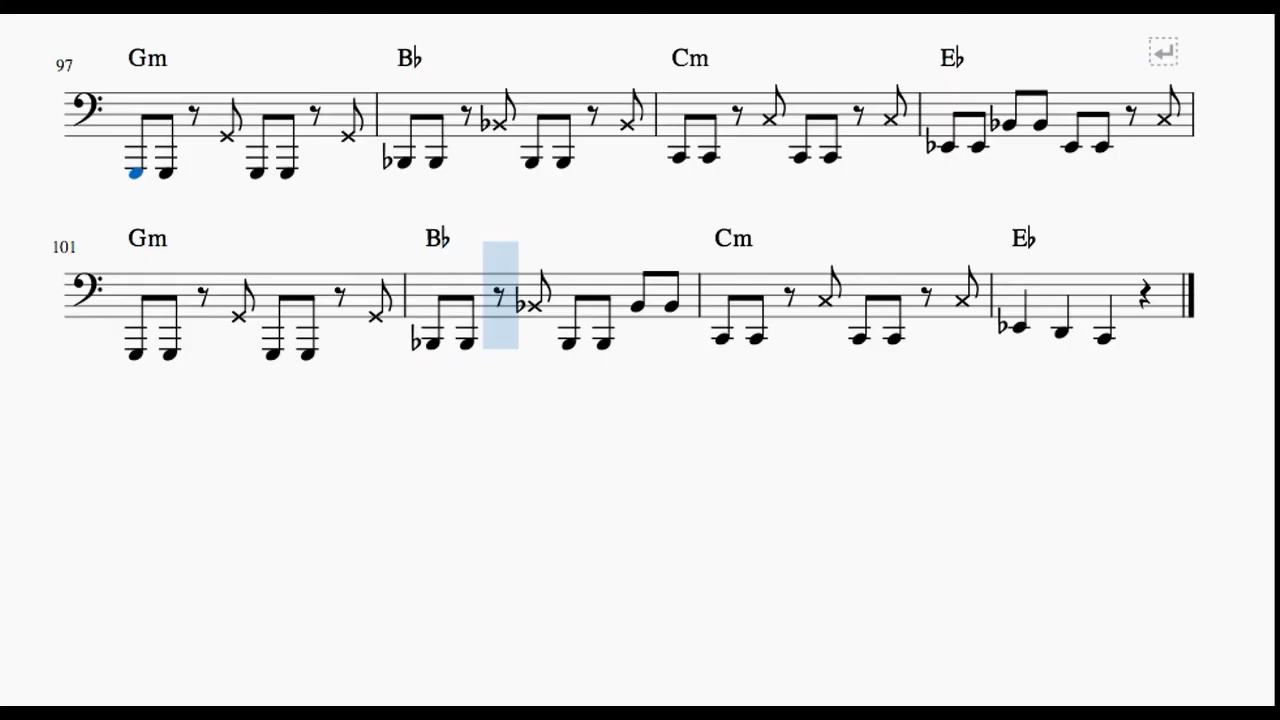 97 Gm B♭ Cm E♭
101 Gm B♭ Cm E♭